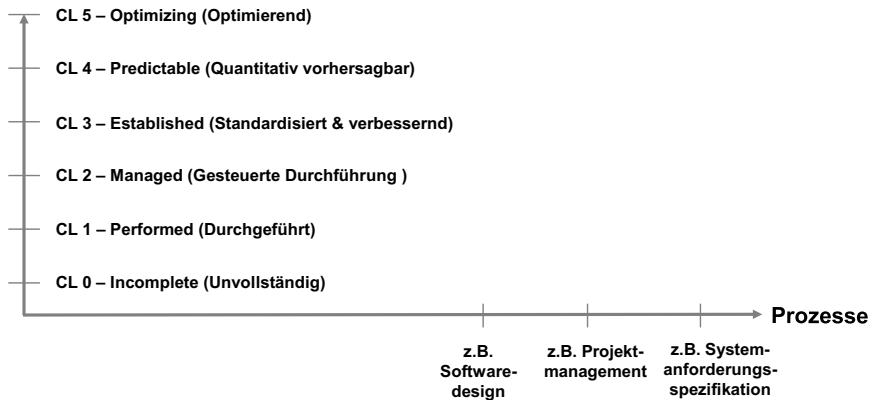 CL 5 – Optimizing (Optimierend)
CL 4 – Predictable (Quantitativ vorhersagbar)
CL 3 – Established (Standardisiert & verbessernd)
CL 2 – Managed (Gesteuerte Durchführung )
CL 1 – Performed (Durchgeführt)
CL 0 – Incomplete (Unvollständig)
Prozesse
z.B.
Software-
design
z.B. Projekt-
management
z.B. System-
anforderungs-
spezifikation